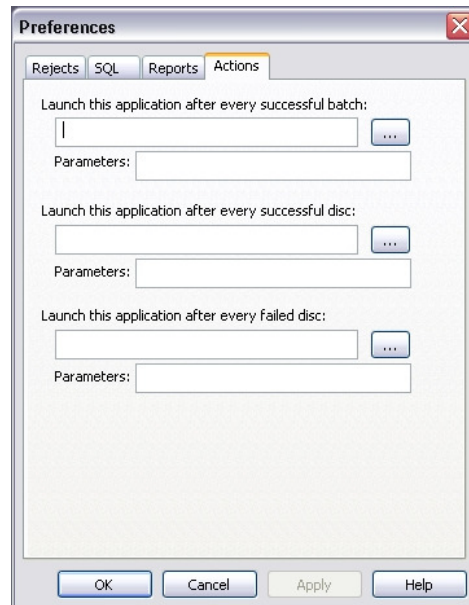 Preferences
Rejects SQL Reports Actions
Launch this application after every successful batch:
...
Parameters:
Launch this application after every successful disc:
...
Parameters:
Launch this application after every failed disc:
...
Parameters:
OK Cancel Apply Help